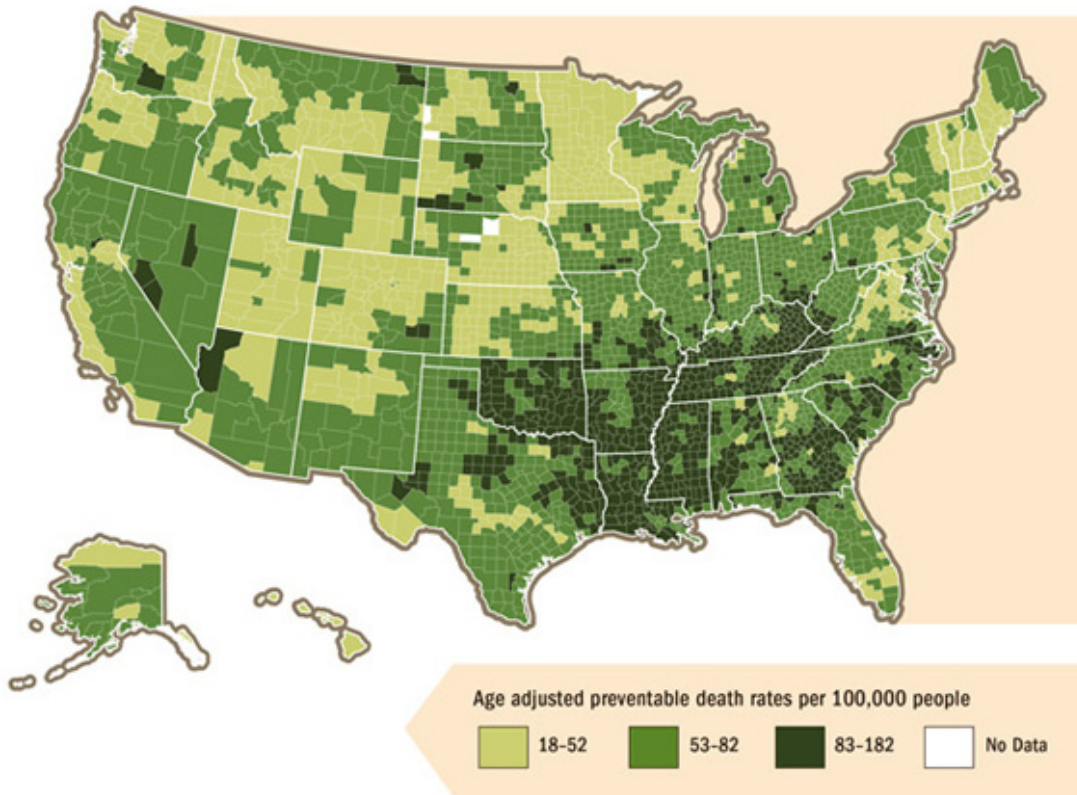 Age adjusted preventable death rates per 100,000 people
18–52 53–82 83–182 No Data